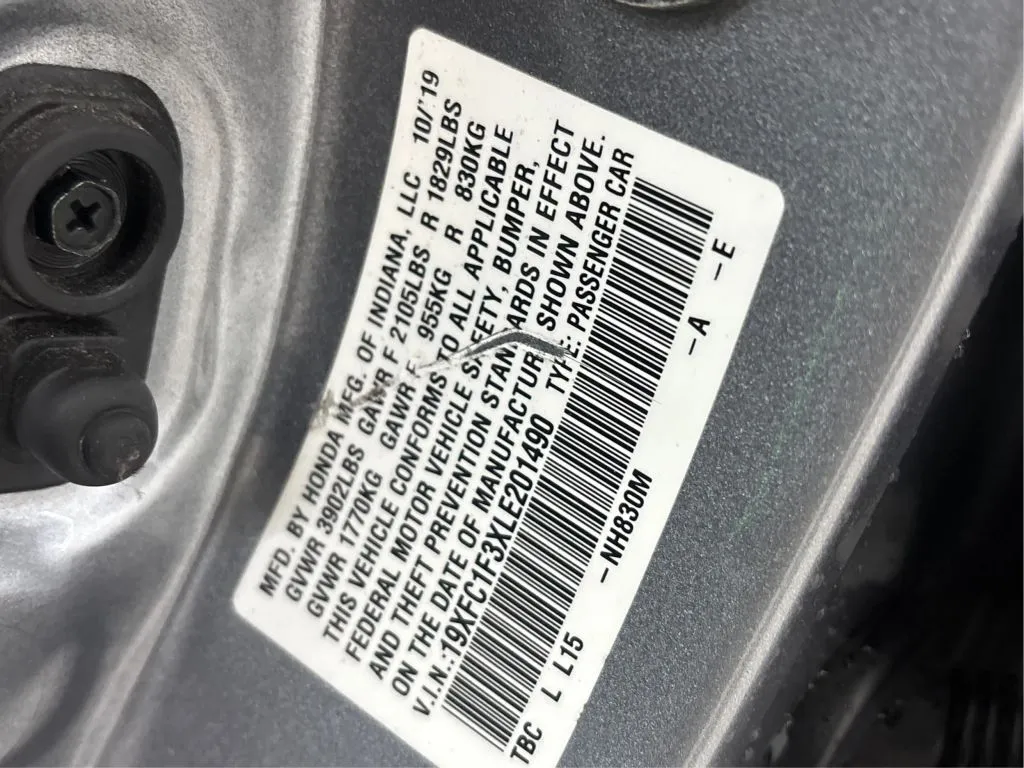 MFD. BY HONDA MFG. OF INDIANA, LLC 10/'19
GVWR 3902LBS GAWR F 2105LBS R 1829LBS
GVWR 1770KG GAWR F 955KG R 830KG
THIS VEHICLE CONFORMS TO ALL APPLICABLE
FEDERAL MOTOR VEHICLE SAFETY, BUMPER,
AND THEFT PREVENTION STANDARDS IN EFFECT
ON THE DATE OF MANUFACTURE SHOWN ABOVE.
V.I.N.:19XFC1F3XLE201490 TYPE: PASSENGER CAR
TBC L L15 -NH830M -A -E